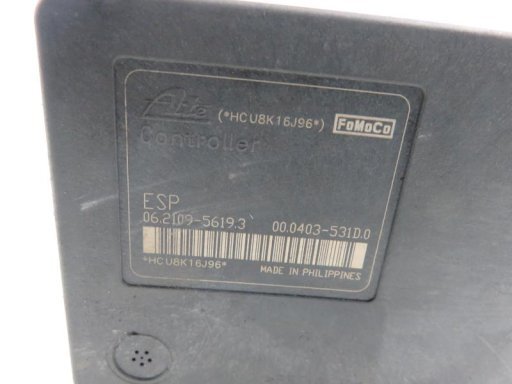 Ate (*HCU8K16J96*) FoMoCo
Controller
ESP
06.2109-5619.3 00.0403-531D.0
*HCU8K16J96* MADE IN PHILIPPINES